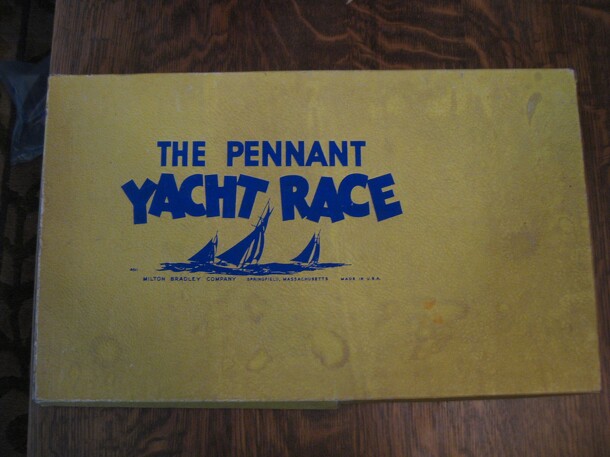 THE PENNANT
YACHT RACE
MILTON BRADLEY COMPANY SPRINGFIELD, MASSACHUSETTS MADE IN U.S.A.